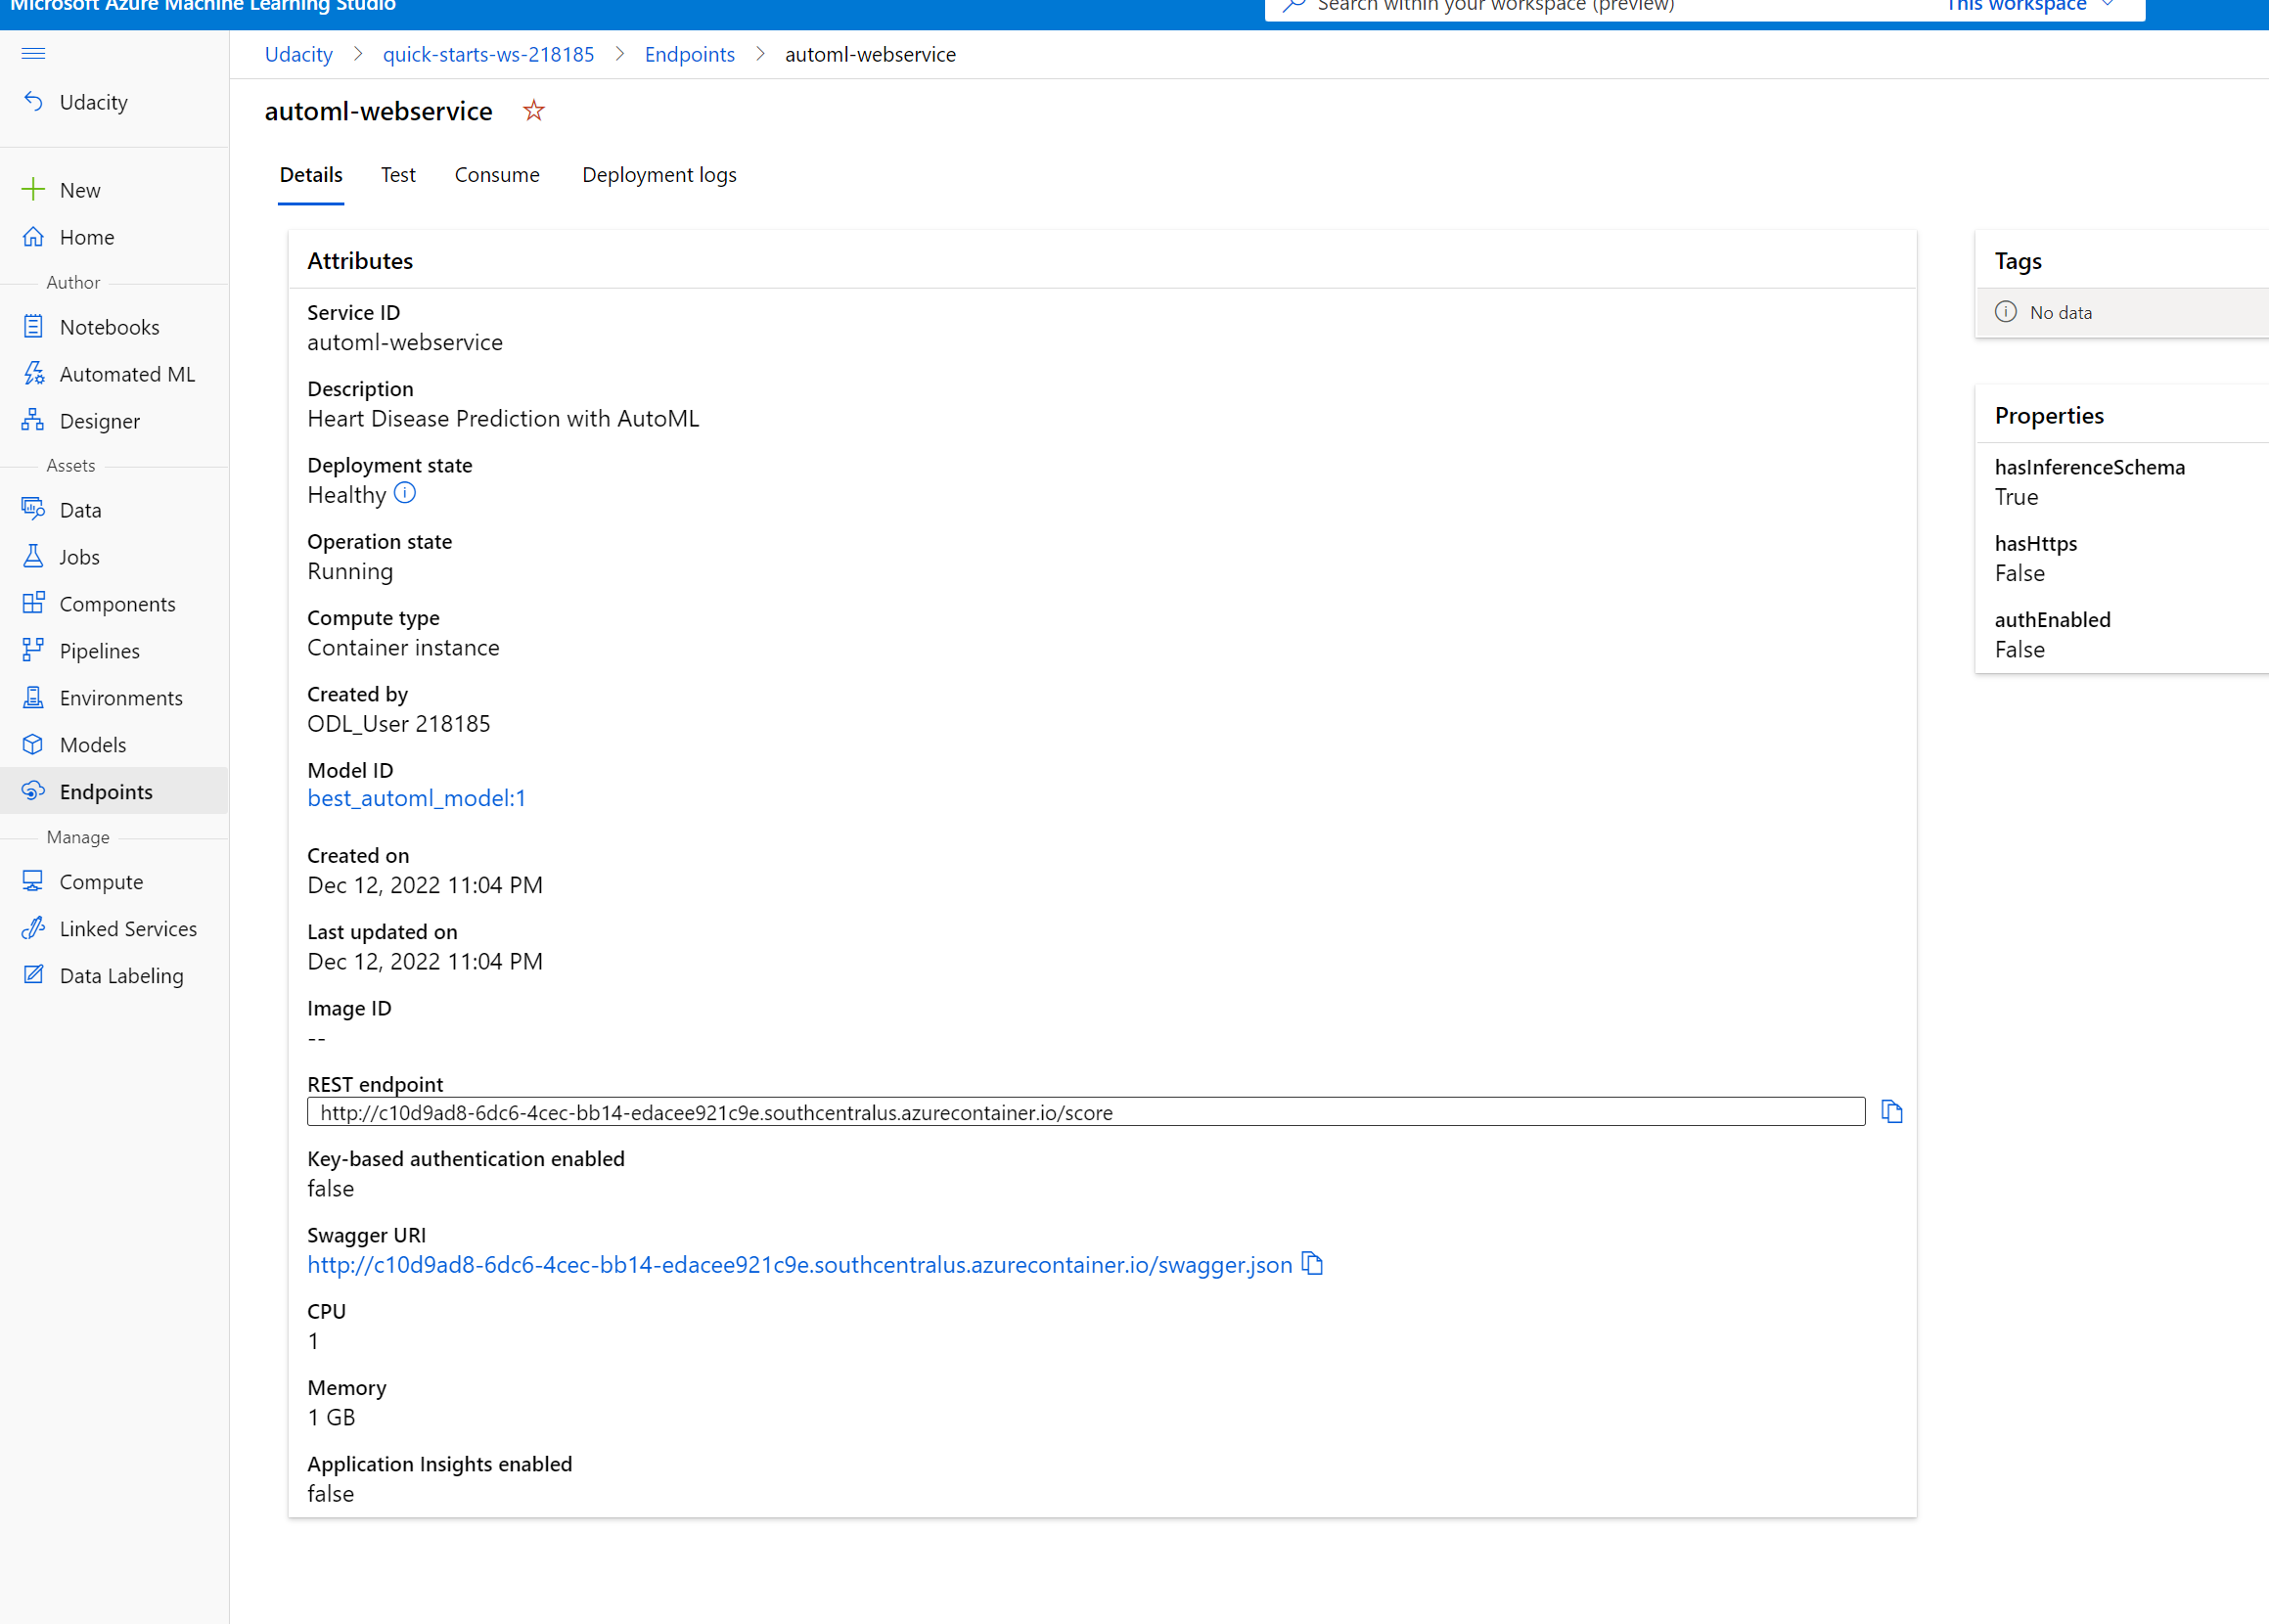 Microsoft Azure Machine Learning Studio
Search within your workspace (preview)
This workspace
Udacity
New
Home
Author
Notebooks
Automated ML
Designer
Assets
Data
Jobs
Components
Pipelines
Environments
Models
Endpoints
Manage
Compute
Linked Services
Data Labeling
Udacity > quick-starts-ws-218185 > Endpoints > automl-webservice
automl-webservice
Details Test Consume Deployment logs
Attributes
Service ID
automl-webservice
Description
Heart Disease Prediction with AutoML
Deployment state
Healthy
Operation state
Running
Compute type
Container instance
Created by
ODL_User 218185
Model ID
best_automl_model:1
Created on
Dec 12, 2022 11:04 PM
Last updated on
Dec 12, 2022 11:04 PM
Image ID
--
REST endpoint
http://c10d9ad8-6dc6-4cec-bb14-edacee921c9e.southcentralus.azurecontainer.io/score
Key-based authentication enabled
false
Swagger URI
http://c10d9ad8-6dc6-4cec-bb14-edacee921c9e.southcentralus.azurecontainer.io/swagger.json
CPU
1
Memory
1 GB
Application Insights enabled
false
Tags
No data
Properties
hasInferenceSchema
True
hasHttps
False
authEnabled
False